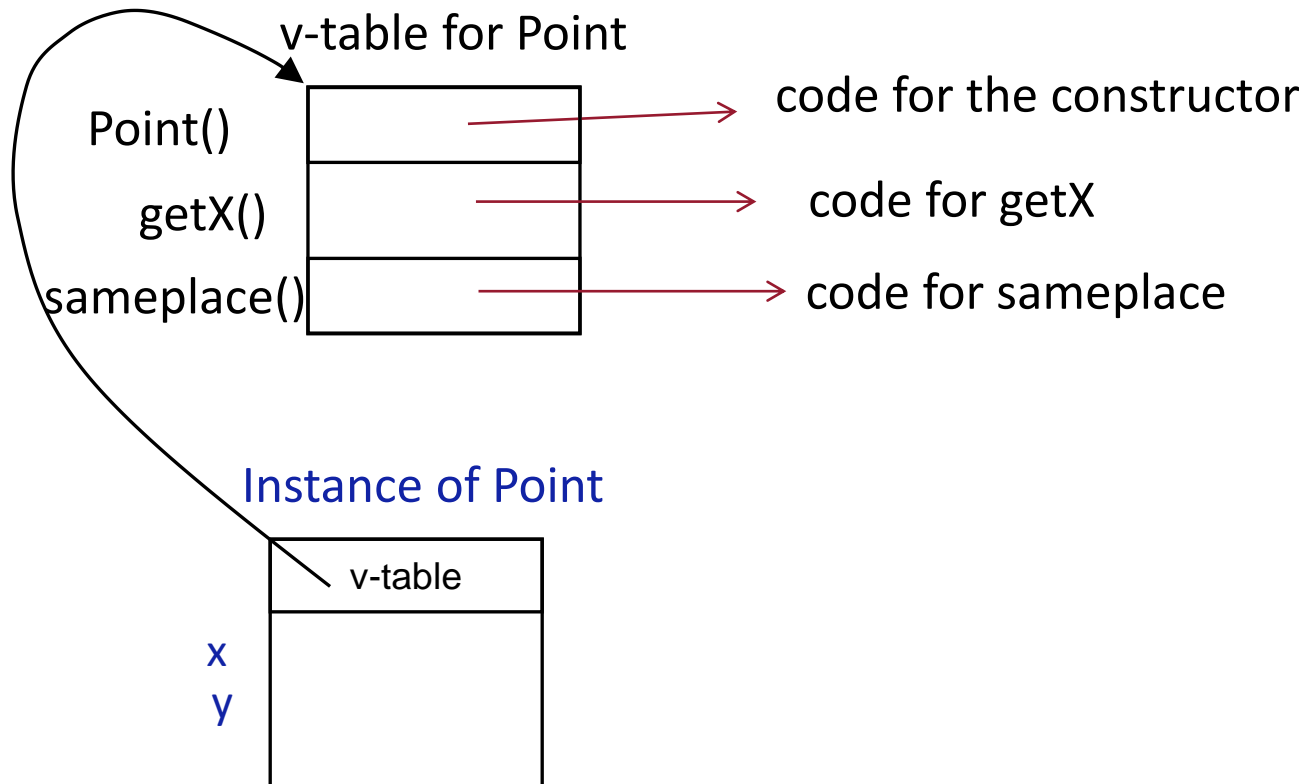 v-table for Point
Point()
code for the constructor
getX()
code for getX
sameplace()
code for sameplace
Instance of Point
v-table
x
y